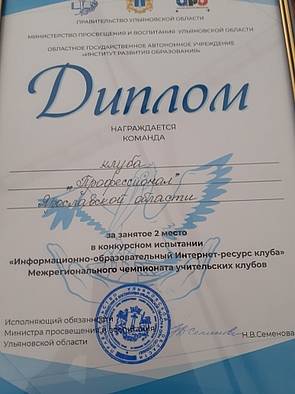 ПРАВИТЕЛЬСТВО УЛЬЯНОВСКОЙ ОБЛАСТИ
МИНИСТЕРСТВО ПРОСВЕЩЕНИЯ И ВОСПИТАНИЯ УЛЬЯНОВСКОЙ ОБЛАСТИ
ОБЛАСТНОЕ ГОСУДАРСТВЕННОЕ АВТОНОМНОЕ УЧРЕЖДЕНИЕ
«ИНСТИТУТ РАЗВИТИЯ ОБРАЗОВАНИЯ»
Диплом
НАГРАЖДАЕТСЯ
КОМАНДА
клуба
„Профессионал"
Ярославской области
за занятое 2 место
в конкурсном испытании
«Информационно-образовательный Интернет-ресурс клуба»
Межрегионального чемпионата учительских клубов
Исполняющий обязанности
Министра просвещения и воспитания
Ульяновской области
Н.В.Семенова